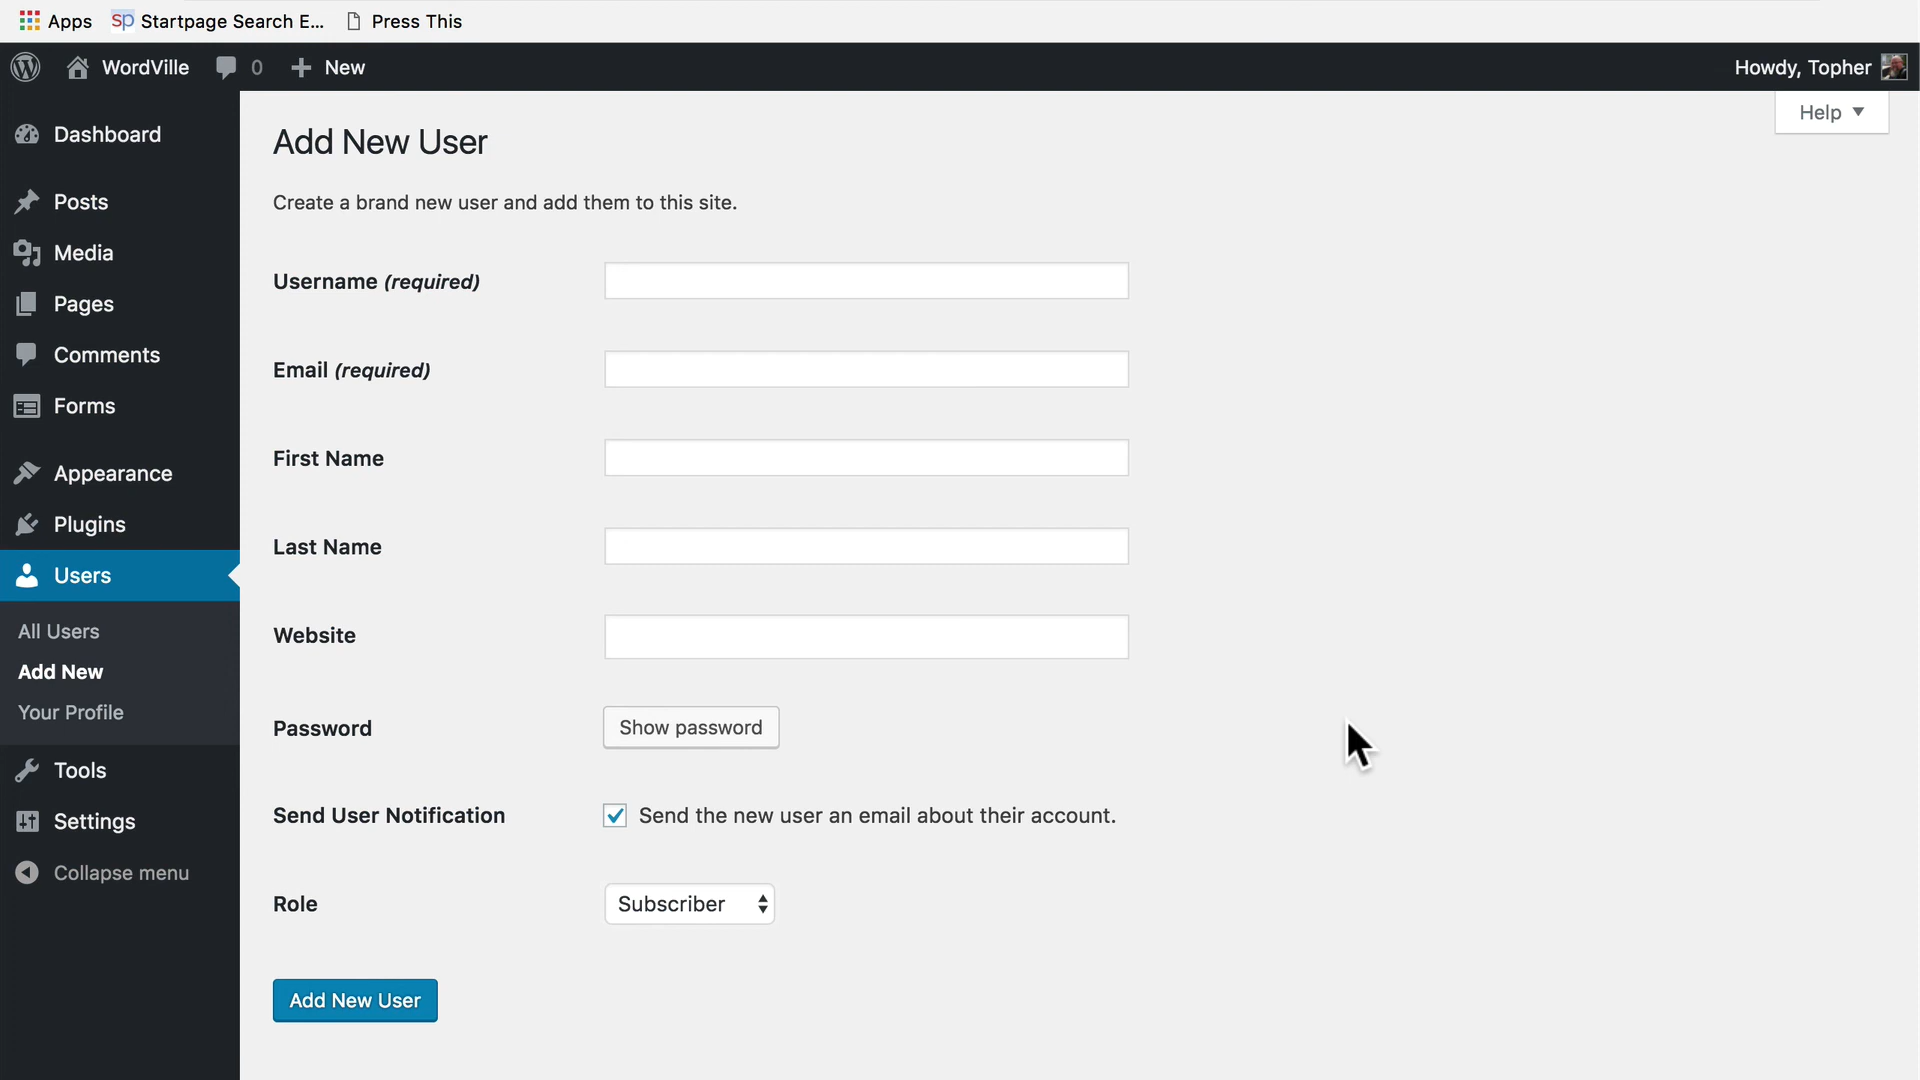 Apps
Startpage Search E...
Press This
WordVille
0
New
Howdy, Topher
Help
Dashboard
Posts
Media
Pages
Comments
Forms
Appearance
Plugins
Users
All Users
Add New
Your Profile
Tools
Settings
Collapse menu
Add New User
Create a brand new user and add them to this site.
Username (required)
Email (required)
First Name
Last Name
Website
Password
Show password
Send User Notification
Send the new user an email about their account.
Role
Subscriber
Add New User